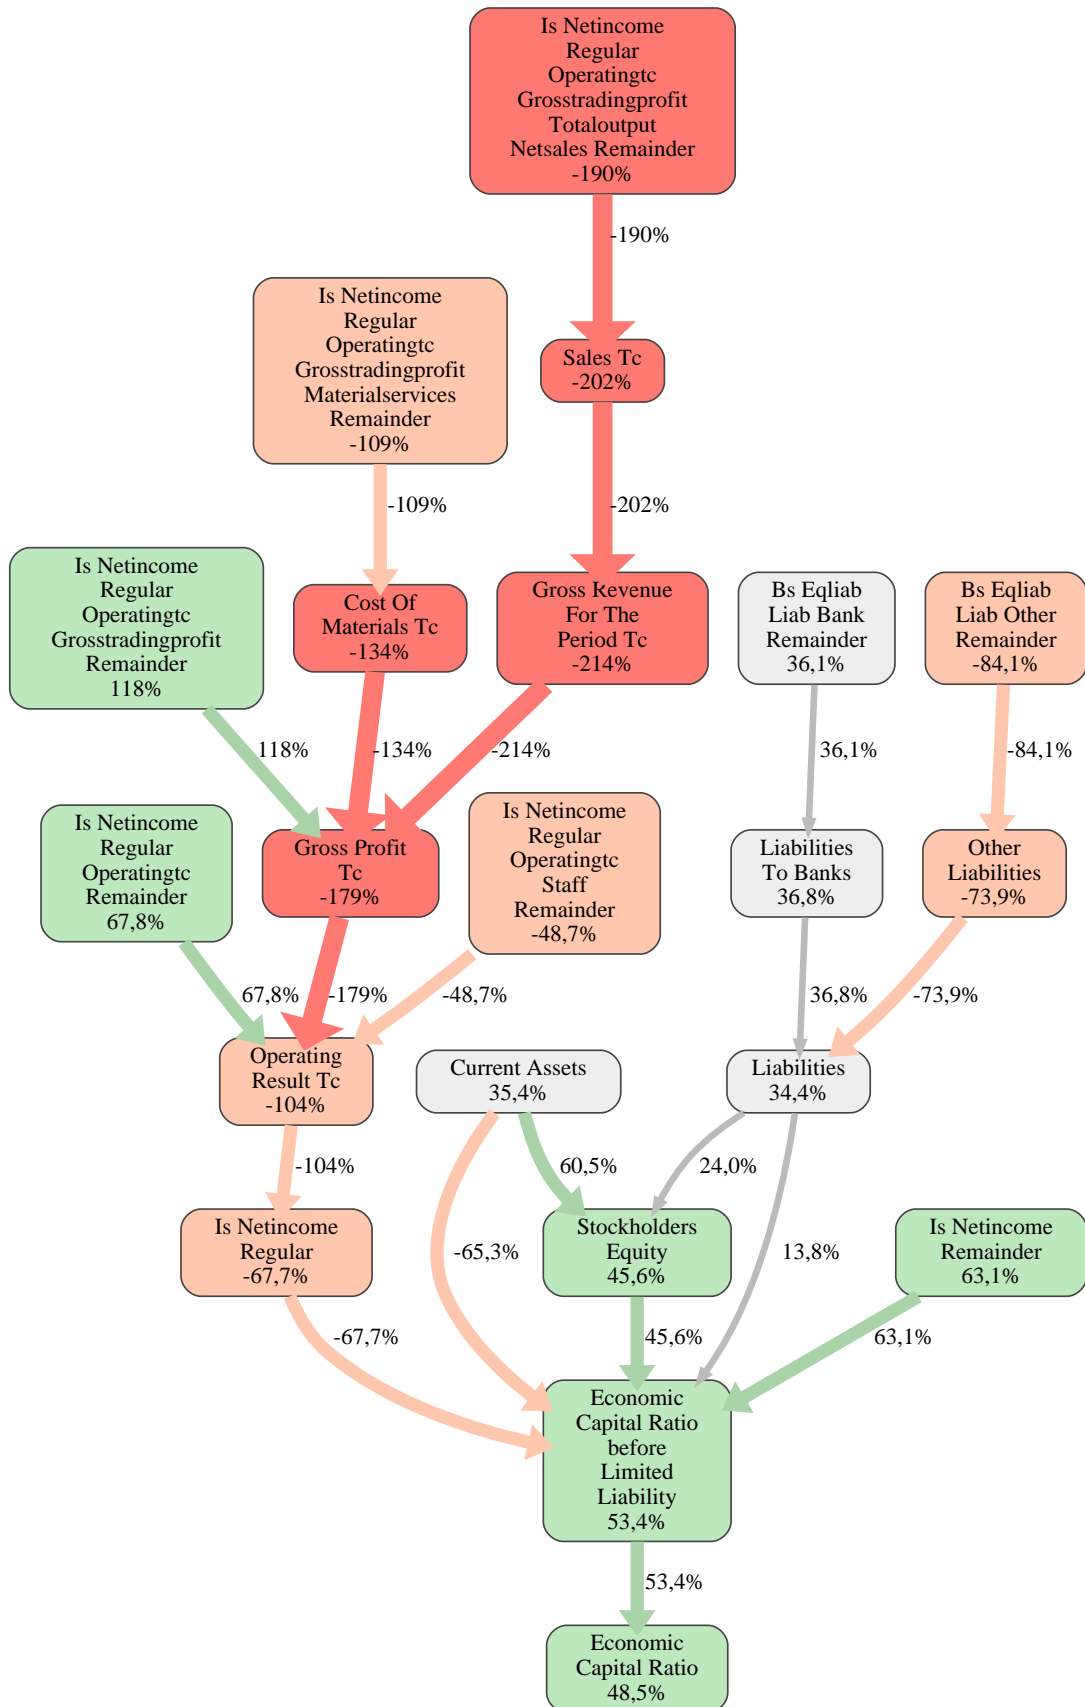 Is Netincome
Regular
Operatingtc
Grosstradingprofit
Totaloutput
Netsales Remainder
-190%
-190%
Is Netincome
Regular
Operatingtc
Grosstradingprofit
Materialservices
Remainder
-109%
Sales Tc
-202%
-109%
-202%
Is Netincome
Regular
Operatingtc
Grosstradingprofit
Remainder
118%
Cost Of
Materials Tc
-134%
Gross Revenue
For The
Period Tc
-214%
Bs Eqliab
Liab Bank
Remainder
36,1%
Bs Eqliab
Liab Other
Remainder
-84,1%
118%
-134%
-214%
36,1%
-84,1%
Is Netincome
Regular
Operatingtc
Remainder
67,8%
Gross Profit
Tc
-179%
Is Netincome
Regular
Operatingtc
Staff
Remainder
-48,7%
Liabilities
To Banks
36,8%
Other
Liabilities
-73,9%
67,8%
-179%
-48,7%
36,8%
-73,9%
Operating
Result Tc
-104%
Current Assets
35,4%
Liabilities
34,4%
-104%
60,5%
24,0%
Is Netincome
Regular
-67,7%
-65,3%
Stockholders
Equity
45,6%
13,8%
Is Netincome
Remainder
63,1%
-67,7%
45,6%
63,1%
Economic
Capital Ratio
before
Limited
Liability
53,4%
53,4%
Economic
Capital Ratio
48,5%